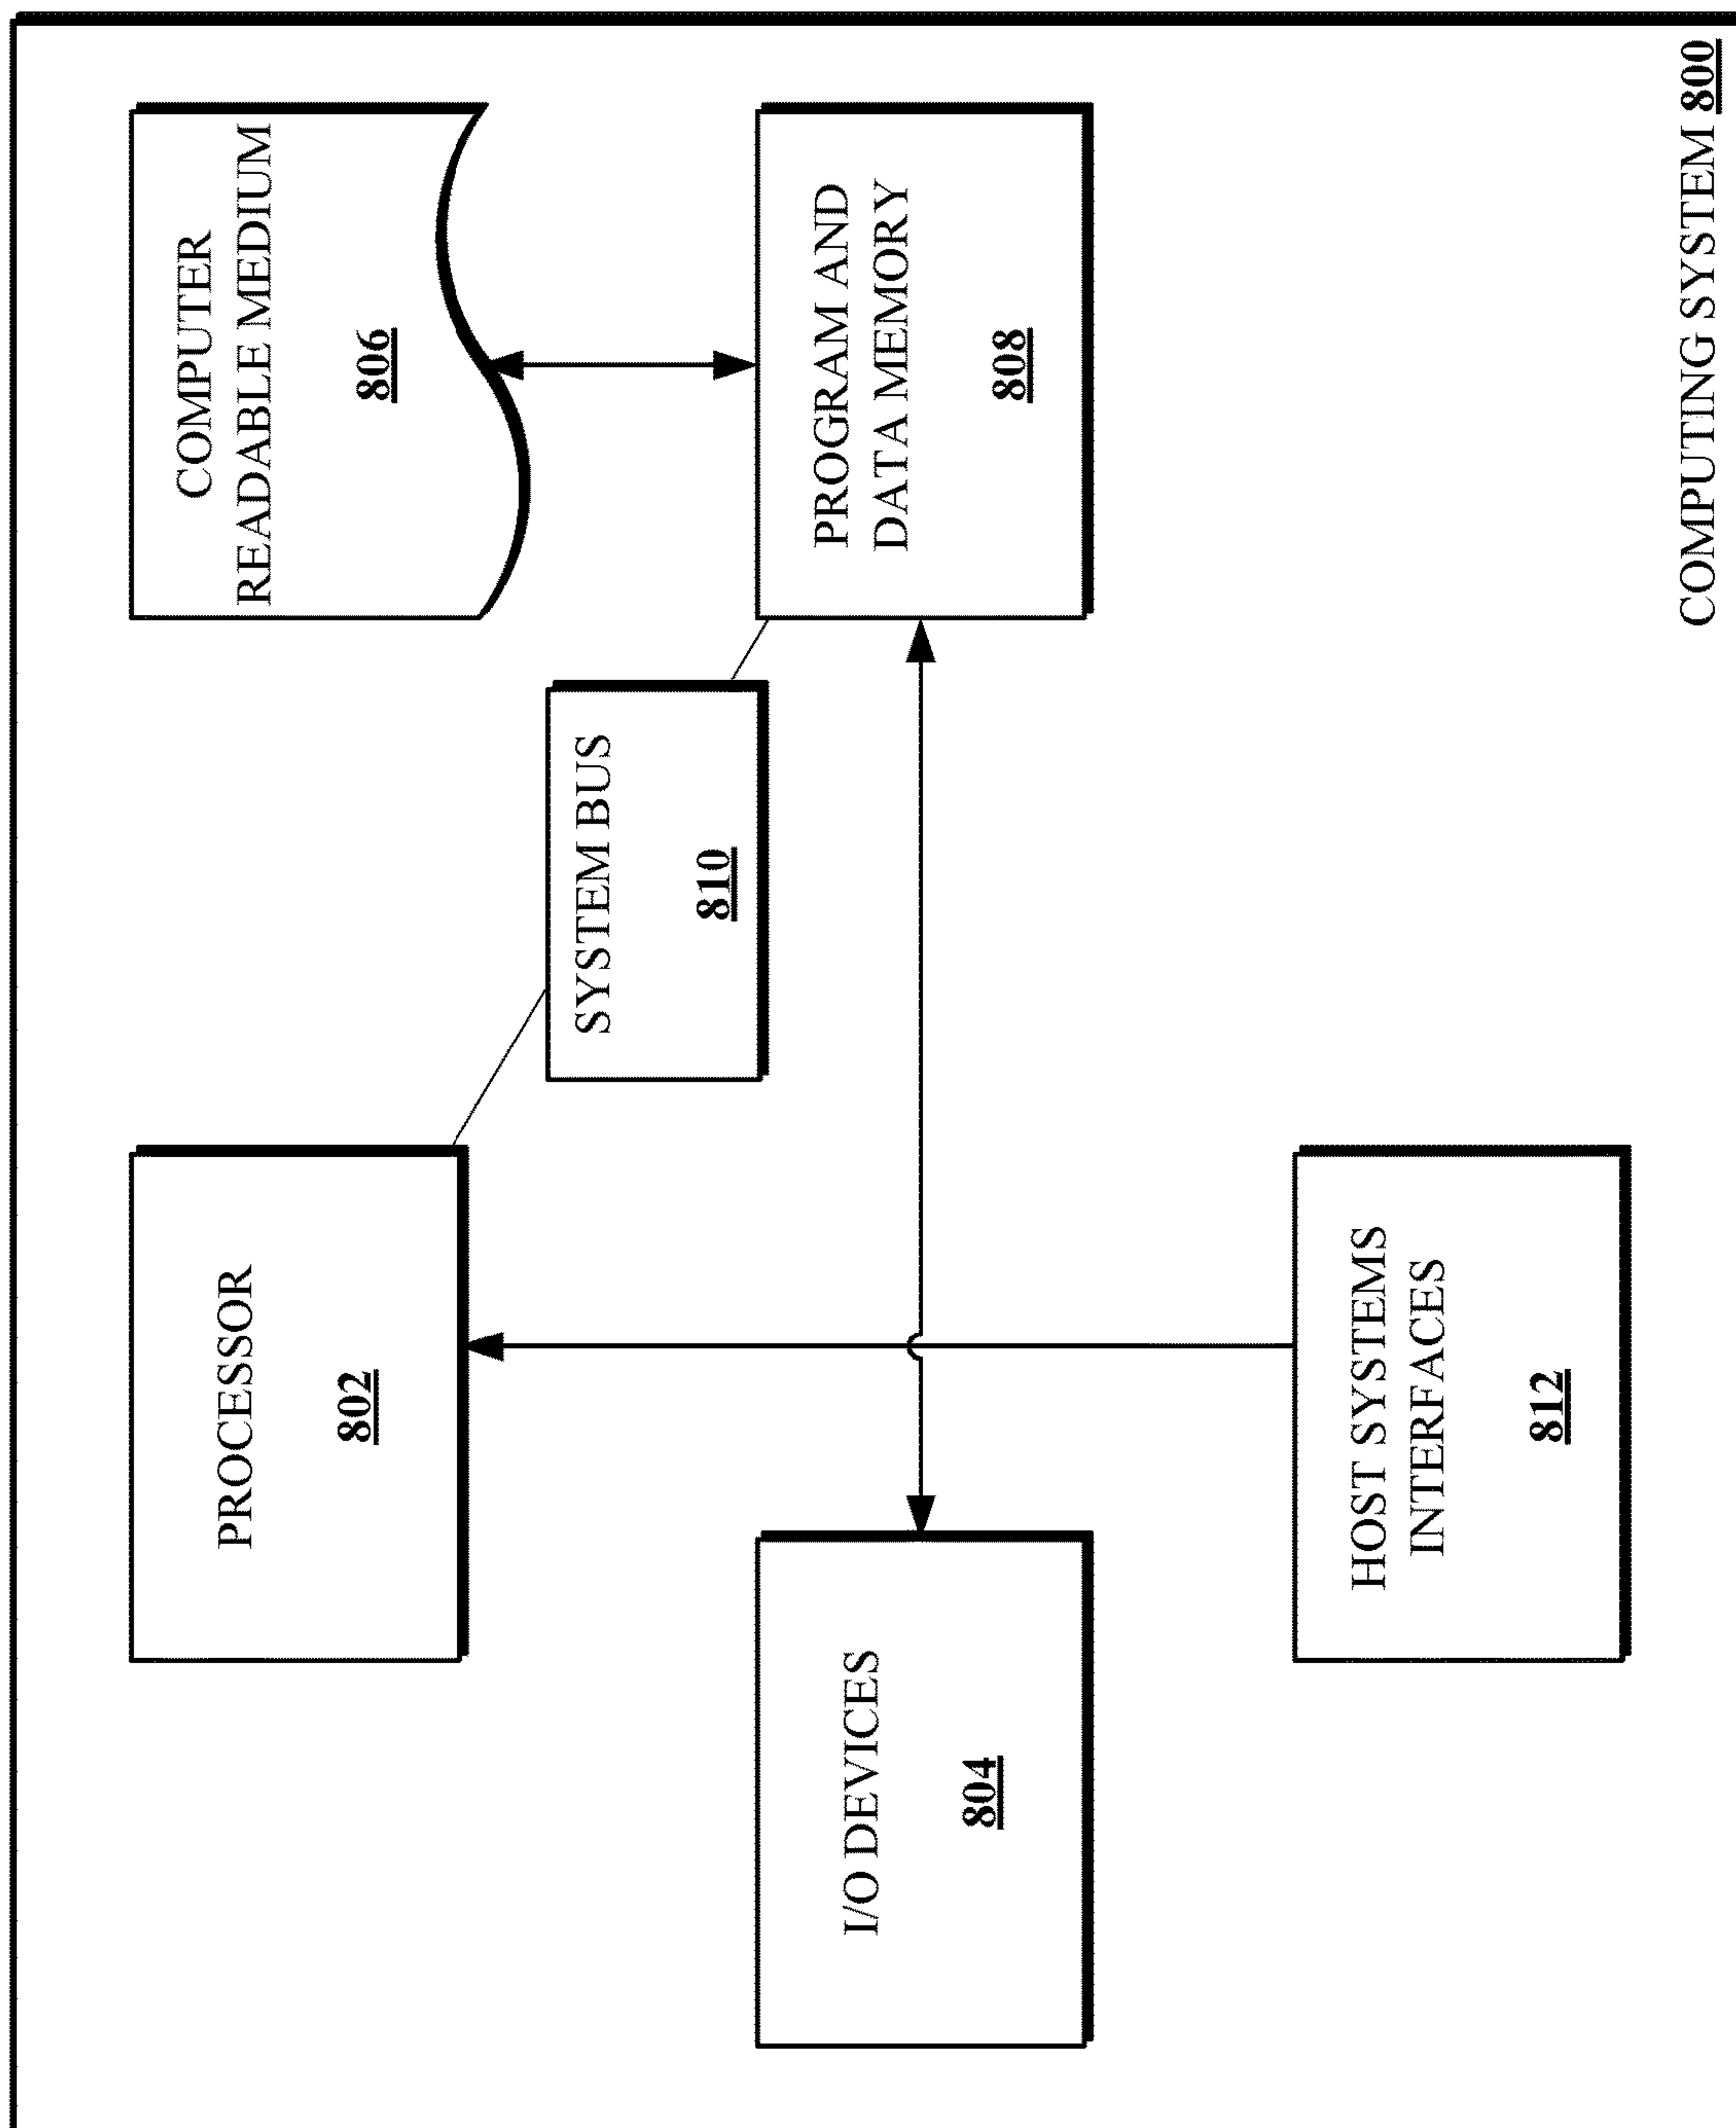 COMPUTER
READABLE MEDIUM
806
PROCESSOR
802
SYSTEM BUS
810
PROGRAM AND
DATA MEMORY
808
I/O DEVICES
804
HOST SYSTEMS
INTERFACES
812
COMPUTING SYSTEM 800